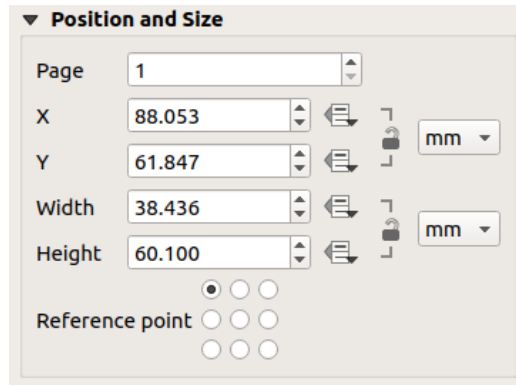 Position and Size
Page 1
X 88.053
mm
Y 61.847
Width 38.436
mm
Height 60.100
Reference point